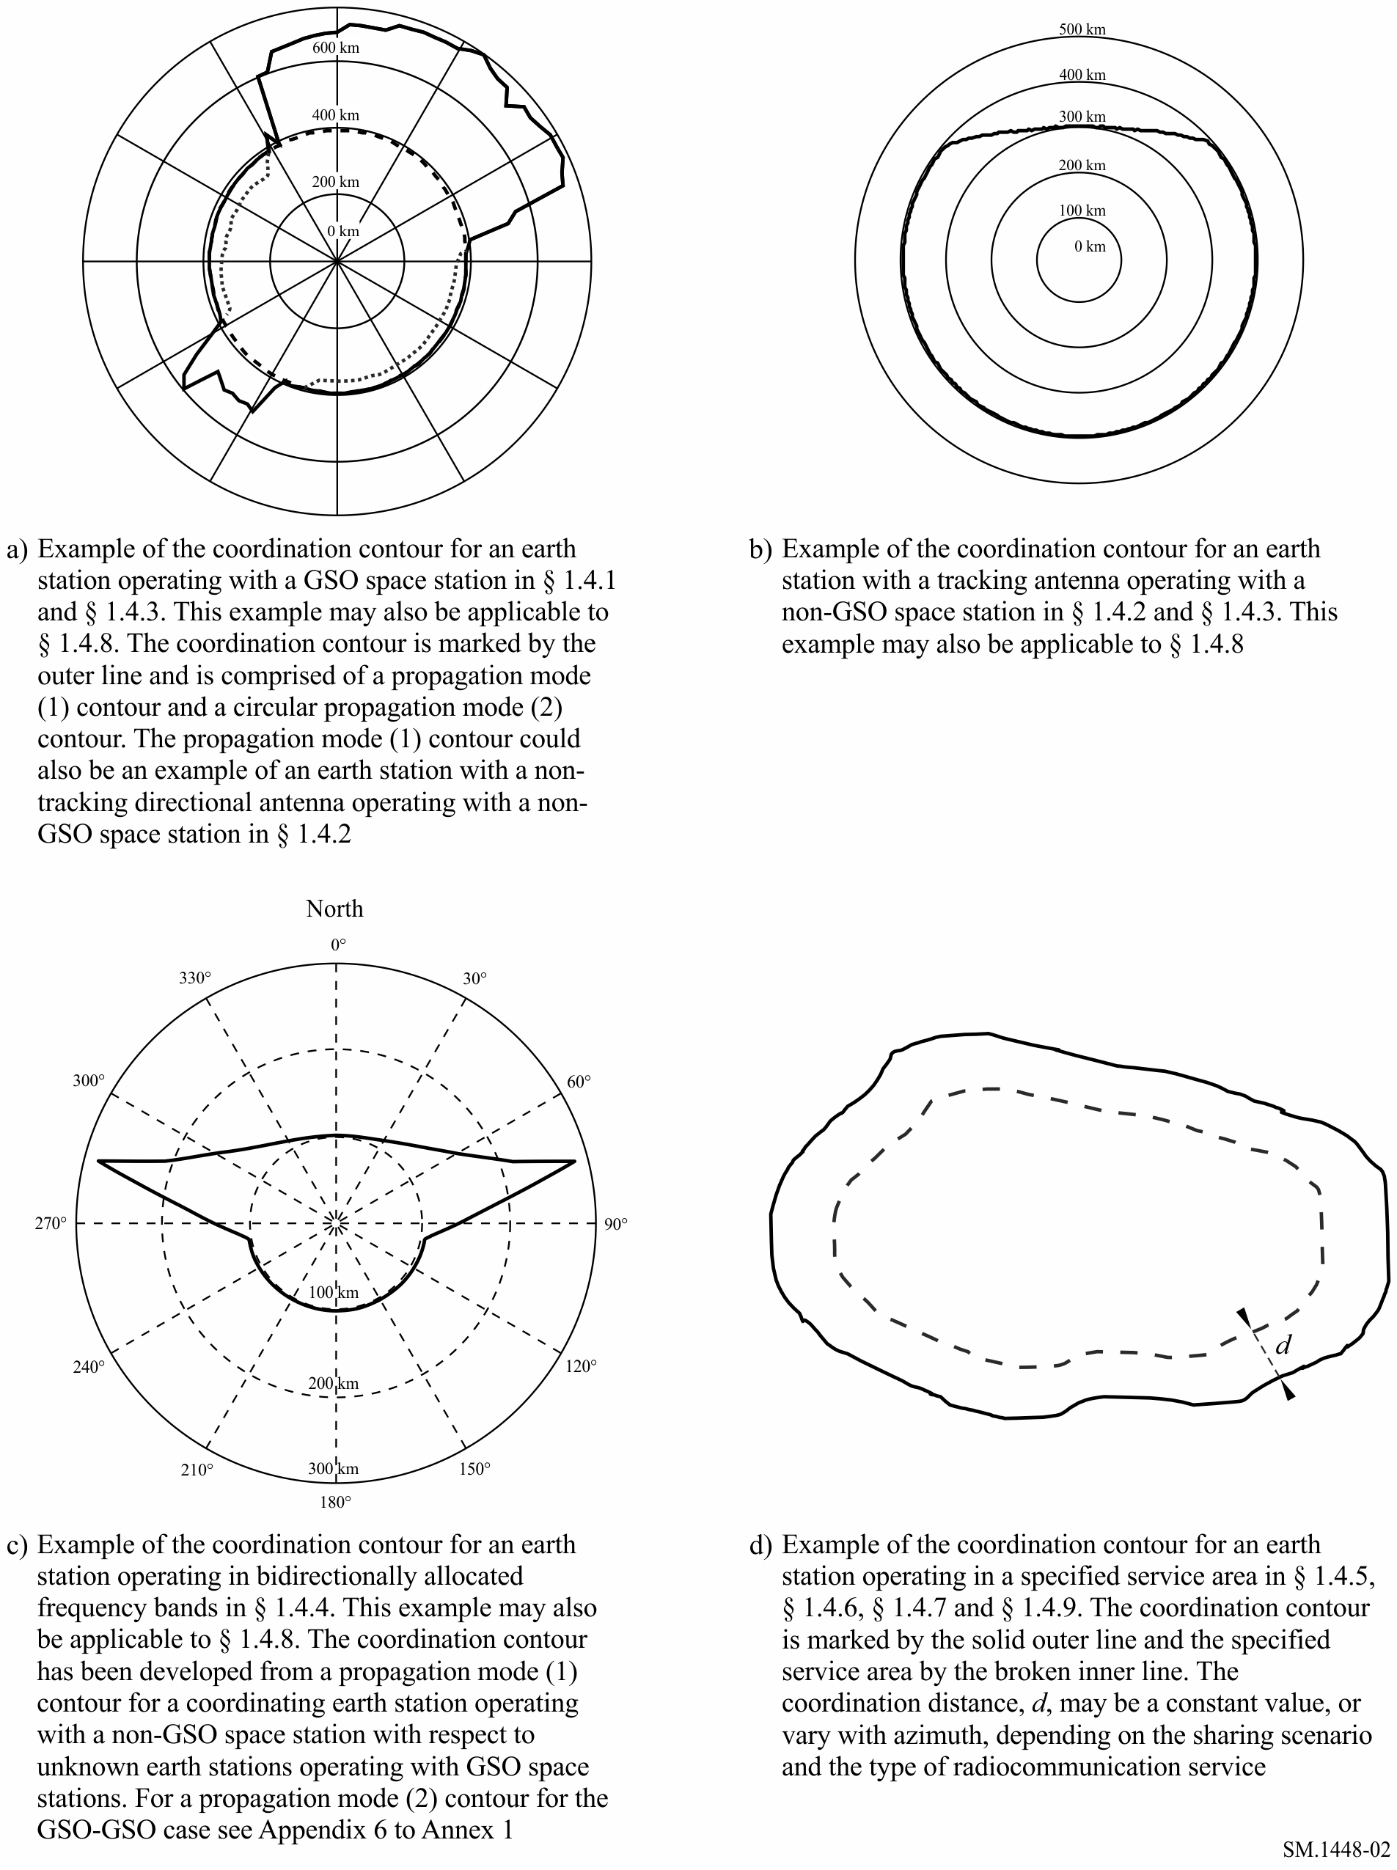 600 km
400 km
200 km
0 km
500 km
400 km
300 km
200 km
100 km
0 km
a) Example of the coordination contour for an earth
station operating with a GSO space station in § 1.4.1
and § 1.4.3. This example may also be applicable to
§ 1.4.8. The coordination contour is marked by the
outer line and is comprised of a propagation mode
(1) contour and a circular propagation mode (2)
contour. The propagation mode (1) contour could
also be an example of an earth station with a non-
tracking directional antenna operating with a non-
GSO space station in § 1.4.2
b) Example of the coordination contour for an earth
station with a tracking antenna operating with a
non-GSO space station in § 1.4.2 and § 1.4.3. This
example may also be applicable to § 1.4.8
North
0°
330°
30°
300°
60°
270°
90°
100 km
240°
120°
200 km
210°
300 km
150°
180°
d
c) Example of the coordination contour for an earth
station operating in bidirectionally allocated
frequency bands in § 1.4.4. This example may also
be applicable to § 1.4.8. The coordination contour
has been developed from a propagation mode (1)
contour for a coordinating earth station operating
with a non-GSO space station with respect to
unknown earth stations operating with GSO space
stations. For a propagation mode (2) contour for the
GSO-GSO case see Appendix 6 to Annex 1
d) Example of the coordination contour for an earth
station operating in a specified service area in § 1.4.5,
§ 1.4.6, § 1.4.7 and § 1.4.9. The coordination contour
is marked by the solid outer line and the specified
service area by the broken inner line. The
coordination distance, d, may be a constant value, or
vary with azimuth, depending on the sharing scenario
and the type of radiocommunication service
SM.1448-02